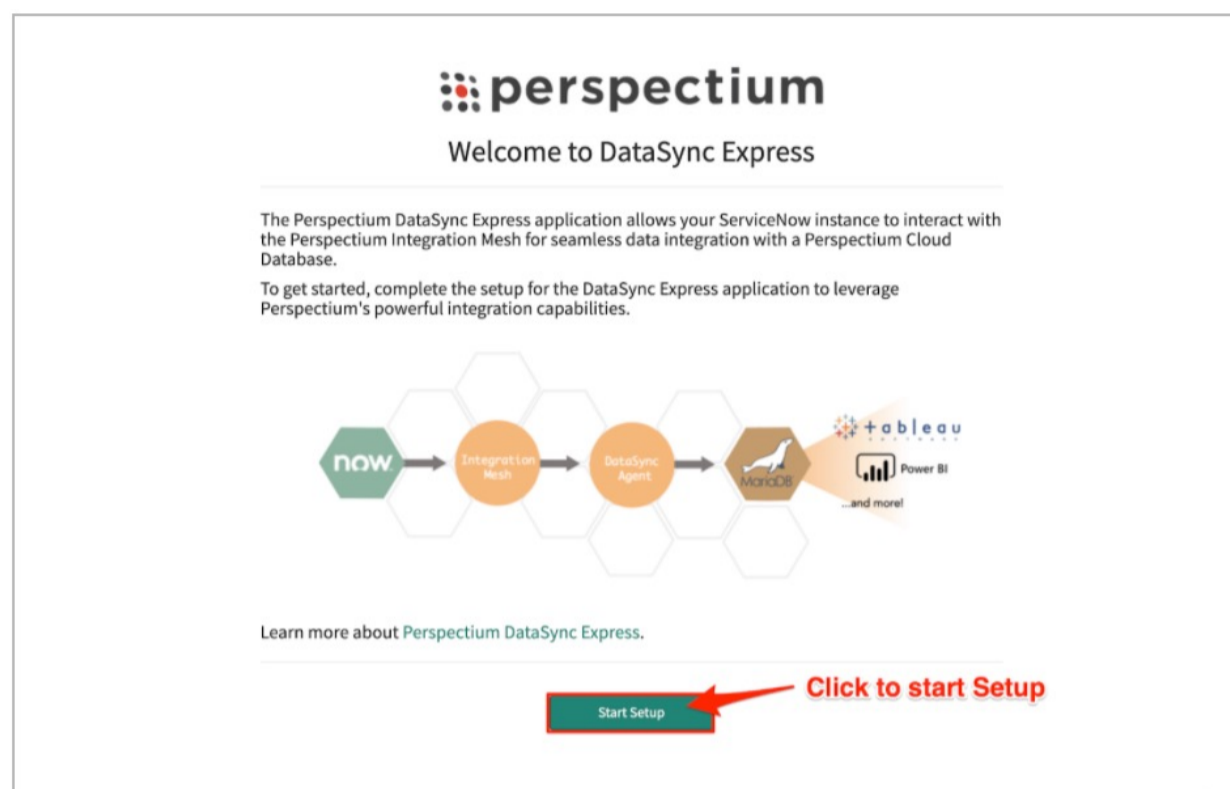 perspectium
Welcome to DataSync Express
The Perspectium DataSync Express application allows your ServiceNow instance to interact with
the Perspectium Integration Mesh for seamless data integration with a Perspectium Cloud
Database.
To get started, complete the setup for the DataSync Express application to leverage
Perspectium's powerful integration capabilities.
now
Integration
Mesh
DataSync
Agent
MariaDB
+ableau
SOFTWARE
Power BI
...and more!
Learn more about Perspectium DataSync Express.
Click to start Setup
Start Setup